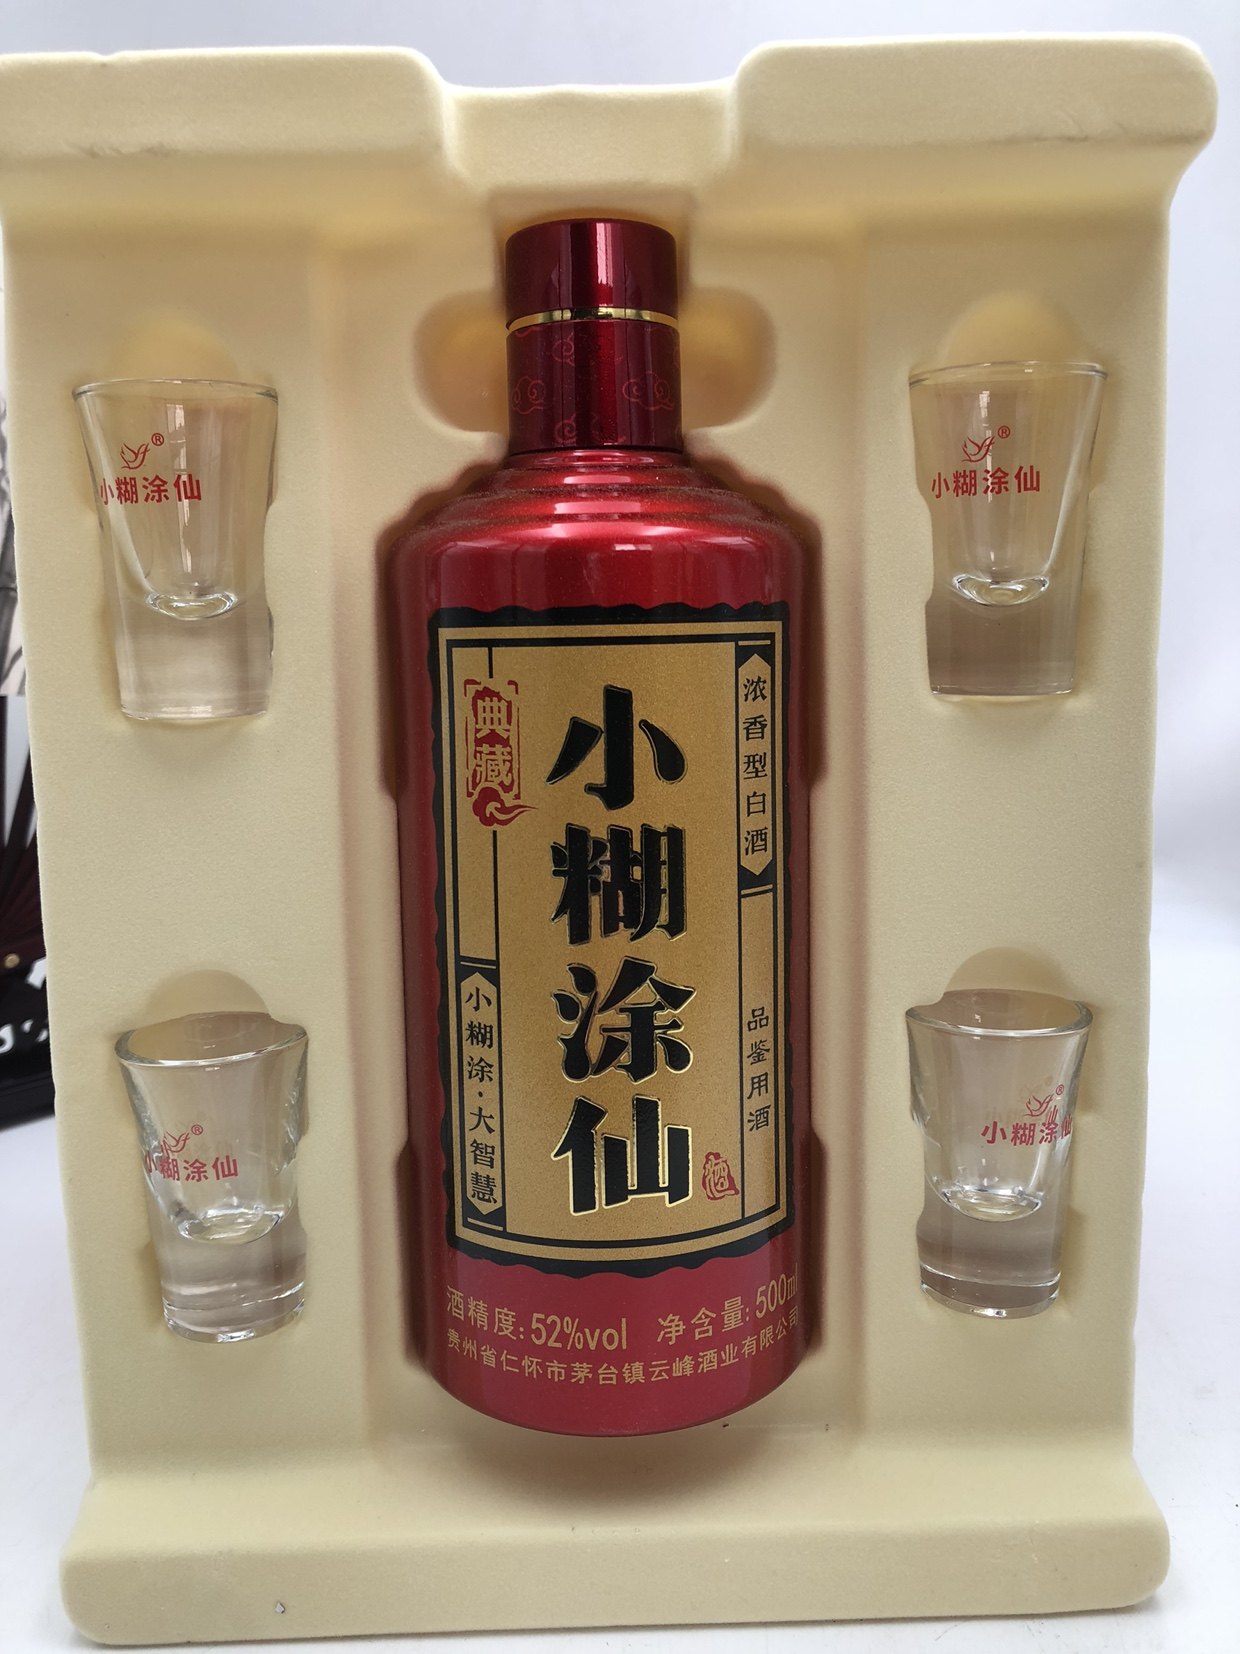 ®
小糊涂仙
®
小糊涂仙
浓香型白酒
品鉴用酒
小糊涂仙
酒
典藏
小糊涂·大智慧
酒精度:52%vol 净含量:500ml
贵州省仁怀市茅台镇云峰酒业有限公司
®
小糊涂仙
®
小糊涂仙